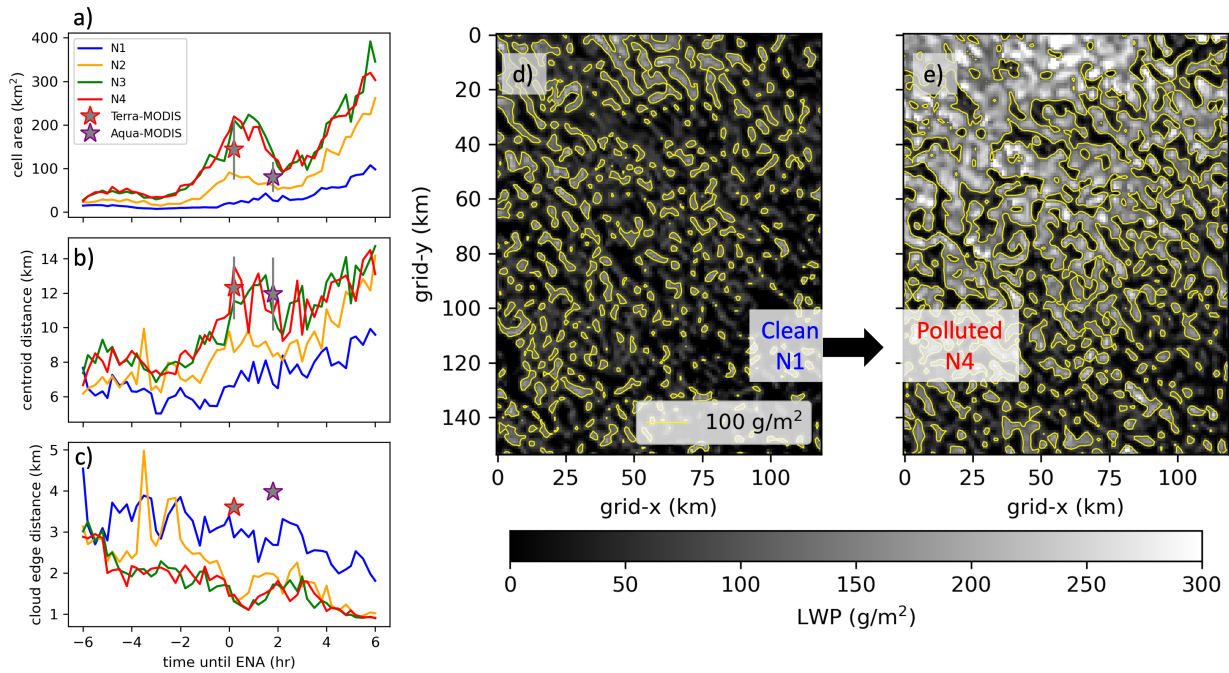 a)
400
300
200
100
0
cell area (km²)
N1
N2
N3
N4
Terra-MODIS
Aqua-MODIS
b)
14
12
10
8
6
centroid distance (km)
c)
5
4
3
2
1
cloud edge distance (km)
−6 −4 −2 0 2 4 6
time until ENA (hr)
d)
0
20
40
60
80
100
120
140
grid-y (km)
0 25 50 75 100
grid-x (km)
Clean
N1
100 g/m²
e)
Polluted
N4
0 25 50 75 100
grid-x (km)
0 50 100 150 200 250 300
LWP (g/m²)